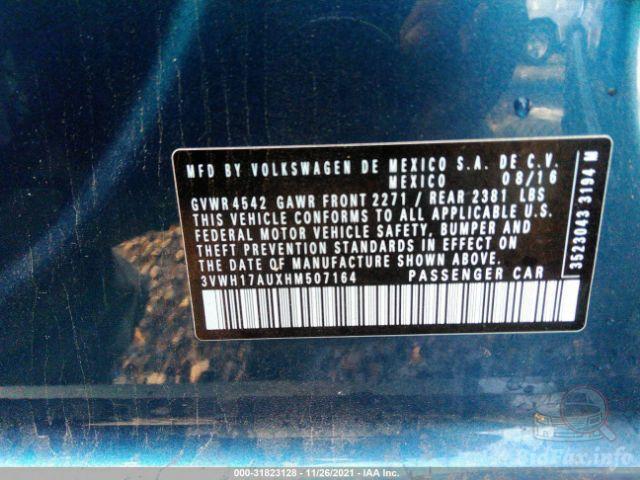 MFD BY VOLKSWAGEN DE MEXICO S.A. DE C.V.
MEXICO 08/16
GVWR 4542 GAWR FRONT 2271 / REAR 2381 LBS
THIS VEHICLE CONFORMS TO ALL APPLICABLE U.S.
FEDERAL MOTOR VEHICLE SAFETY, BUMPER AND
THEFT PREVENTION STANDARDS IN EFFECT ON
THE DATE OF MANUFACTURE SHOWN ABOVE.
3VWH17AUXHM507164 PASSENGER CAR
3523043 3194 M
BidFax.info
000-31823128 - 11/26/2021 - IAA Inc.